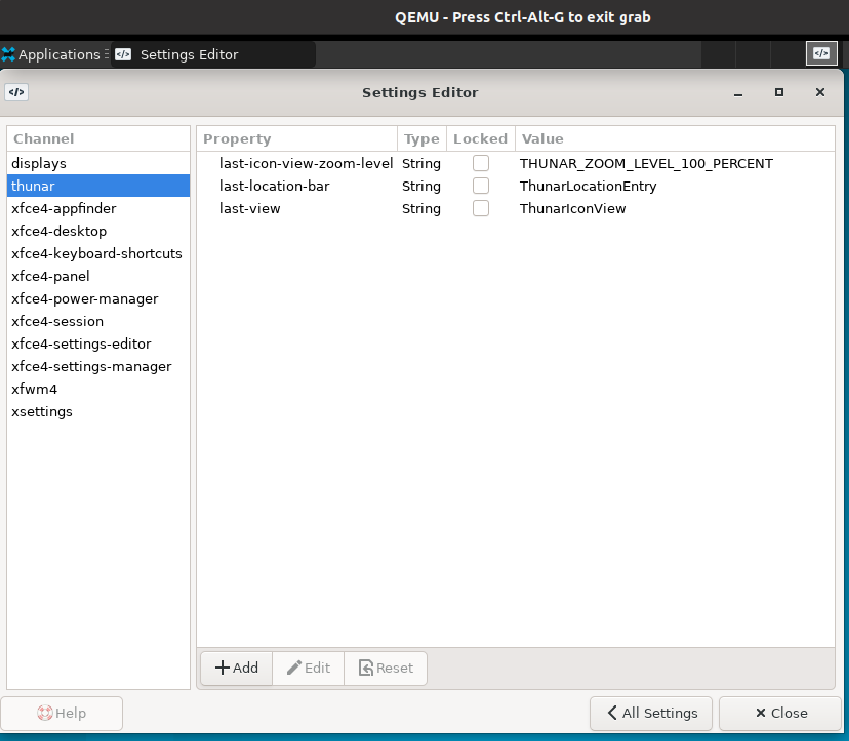 QEMU - Press Ctrl-Alt-G to exit grab
Applications Settings Editor
Settings Editor
Channel
displays
thunar
xfce4-appfinder
xfce4-desktop
xfce4-keyboard-shortcuts
xfce4-panel
xfce4-power-manager
xfce4-session
xfce4-settings-editor
xfce4-settings-manager
xfwm4
xsettings
Property Type Locked Value
last-icon-view-zoom-level String THUNAR_ZOOM_LEVEL_100_PERCENT
last-location-bar String ThunarLocationEntry
last-view String ThunarIconView
Add Edit Reset
Help All Settings Close